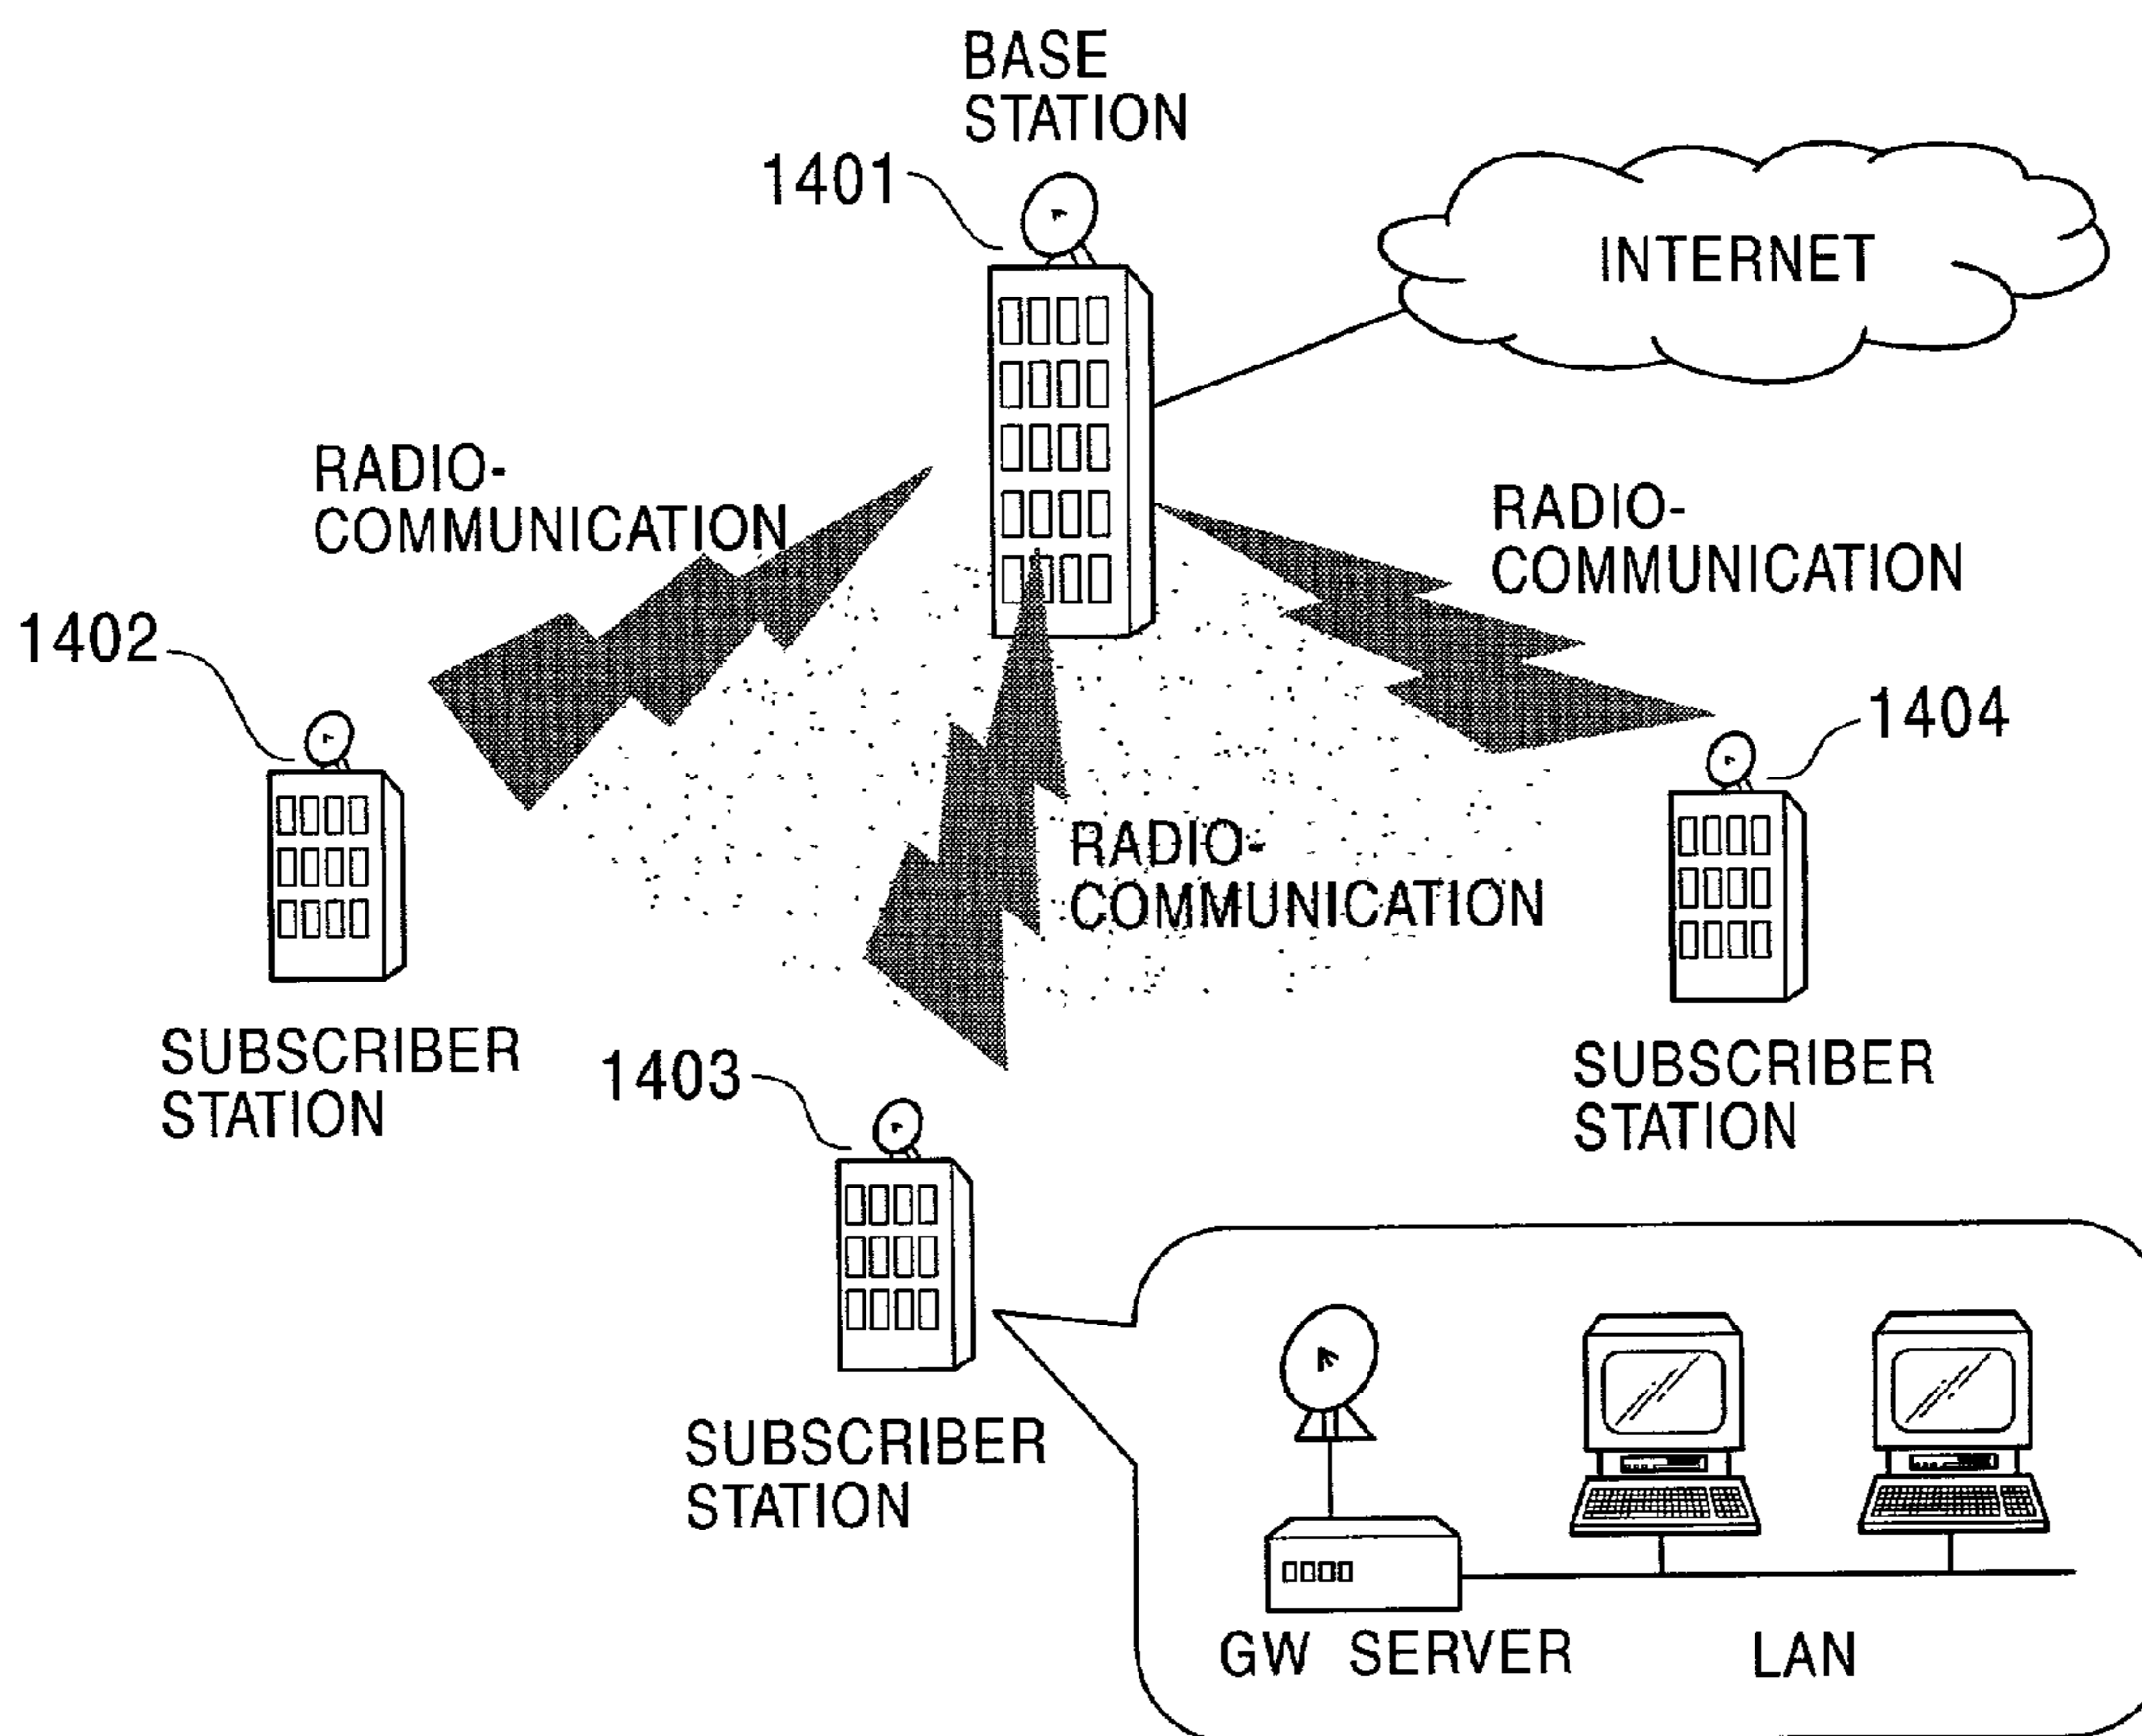 BASE
STATION
1401
INTERNET
RADIO-
COMMUNICATION
RADIO-
COMMUNICATION
1402
1404
RADIO-
COMMUNICATION
SUBSCRIBER
STATION
1403
SUBSCRIBER
STATION
SUBSCRIBER
STATION
GW SERVER
LAN